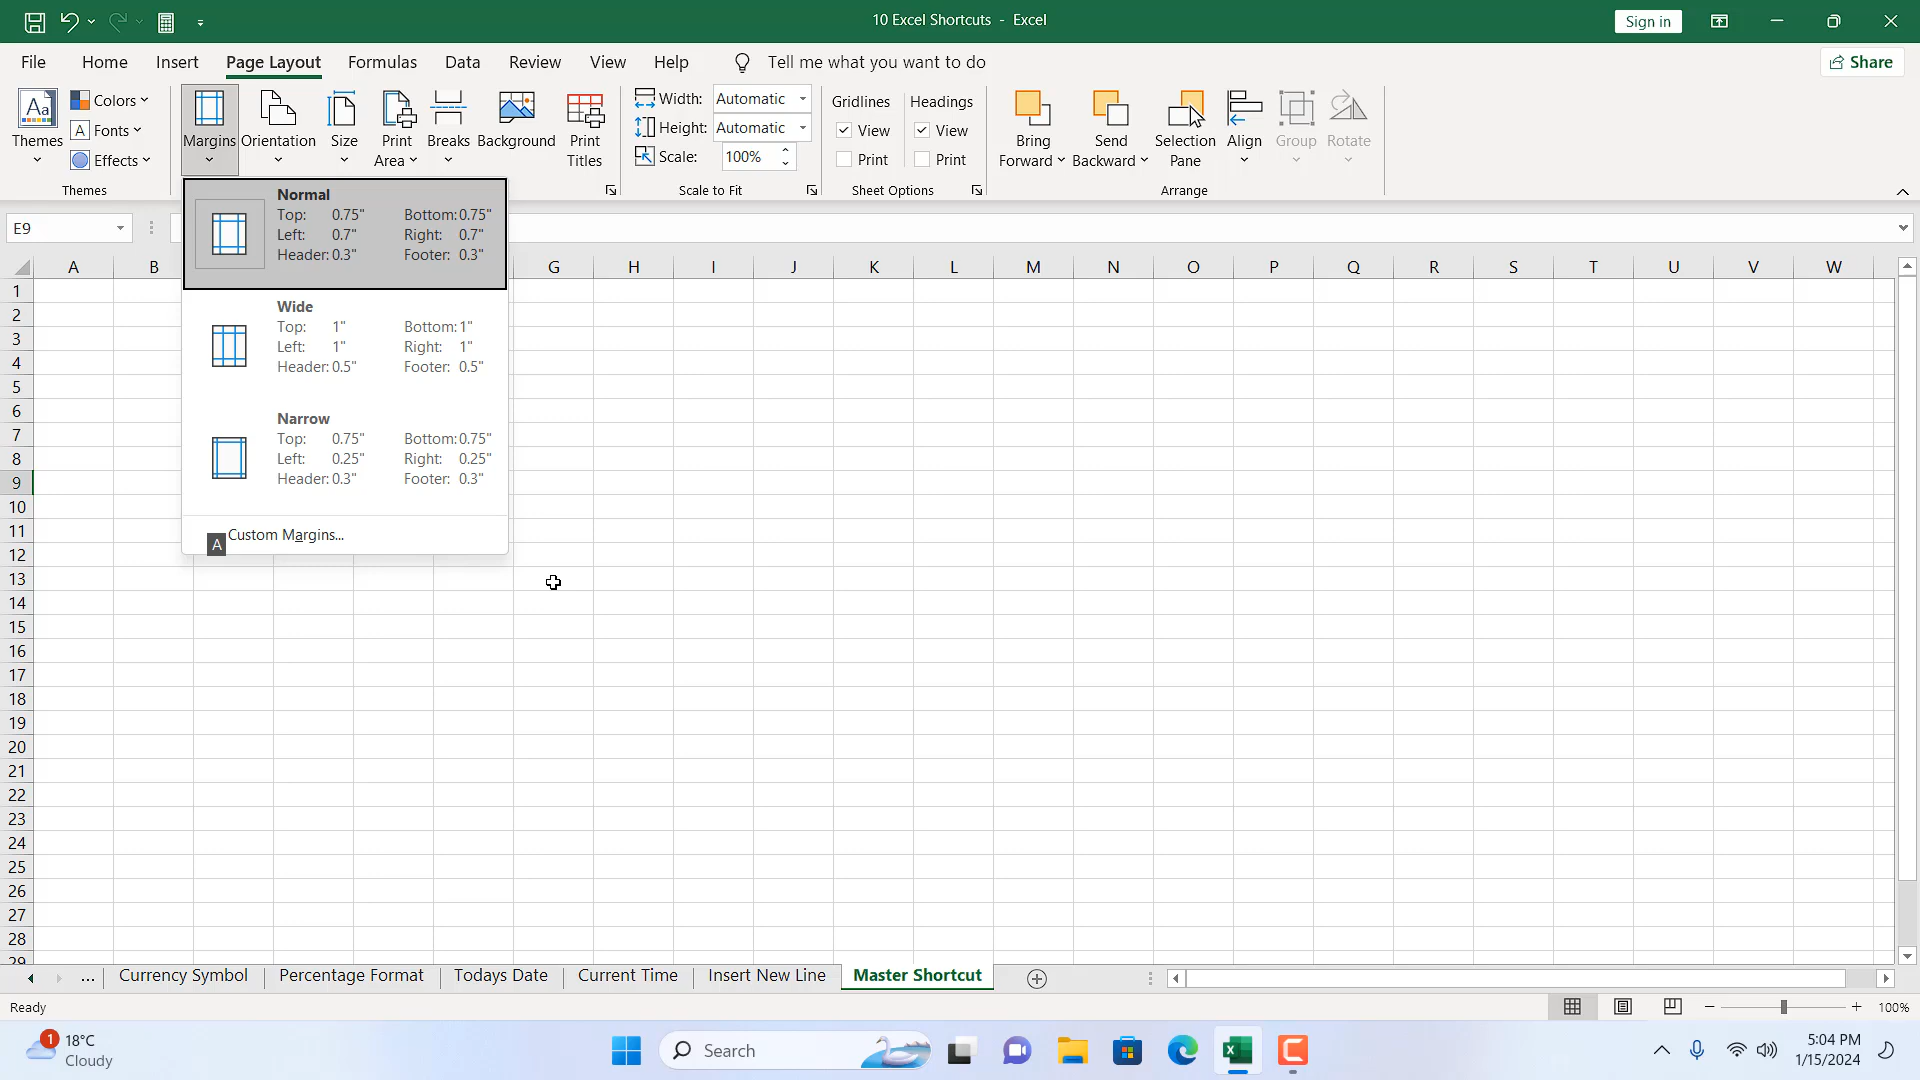 10 Excel Shortcuts - Excel
Sign in
File Home Insert Page Layout Formulas Data Review View Help Tell me what you want to do
Share
Themes
Colors
Fonts
Effects
Themes
Margins
Orientation
Size
Print
Area
Breaks
Background
Print
Titles
Width: Automatic
Height: Automatic
Scale: 100%
Scale to Fit
Gridlines
View
Print
Headings
View
Print
Sheet Options
Bring
Forward
Send
Backward
Selection
Pane
Align
Group
Rotate
Arrange
E9
Normal
Top: 0.75" Bottom: 0.75"
Left: 0.7" Right: 0.7"
Header: 0.3" Footer: 0.3"
Wide
Top: 1" Bottom: 1"
Left: 1" Right: 1"
Header: 0.5" Footer: 0.5"
Narrow
Top: 0.75" Bottom: 0.75"
Left: 0.25" Right: 0.25"
Header: 0.3" Footer: 0.3"
A Custom Margins...
A B G H I J K L M N O P Q R S T U V W
1
2
3
4
5
6
7
8
9
10
11
12
13
14
15
16
17
18
19
20
21
22
23
24
25
26
27
28
29
... Currency Symbol Percentage Format Todays Date Current Time Insert New Line Master Shortcut
Ready
100%
1
18°C
Cloudy
Search
5:04 PM
1/15/2024